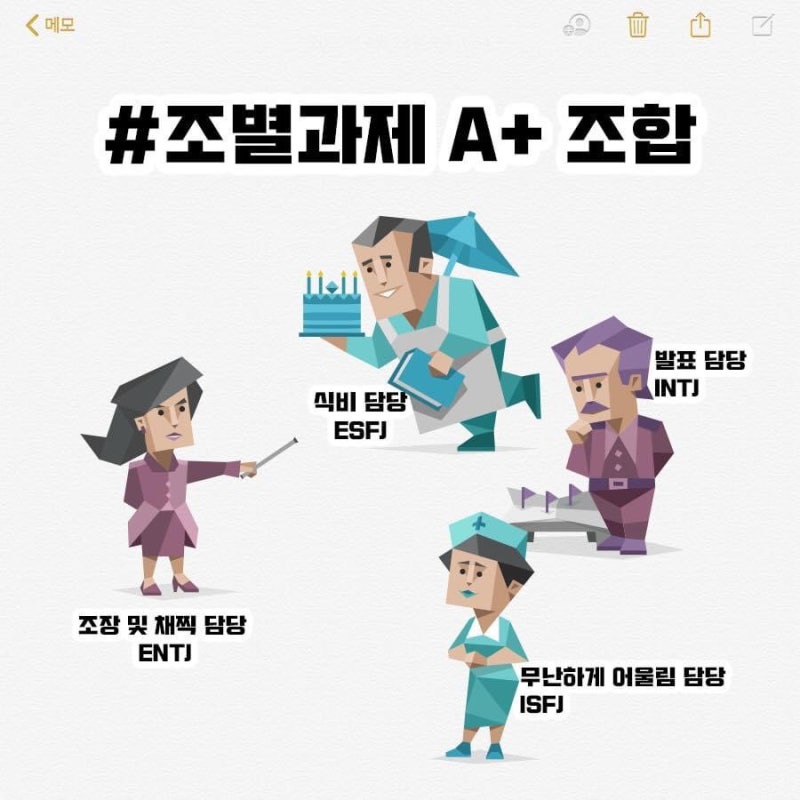 메모
#조별과제 A+ 조합
식비 담당
ESFJ
발표 담당
INTJ
조장 및 채찍 담당
ENTJ
무난하게 어울림 담당
ISFJ